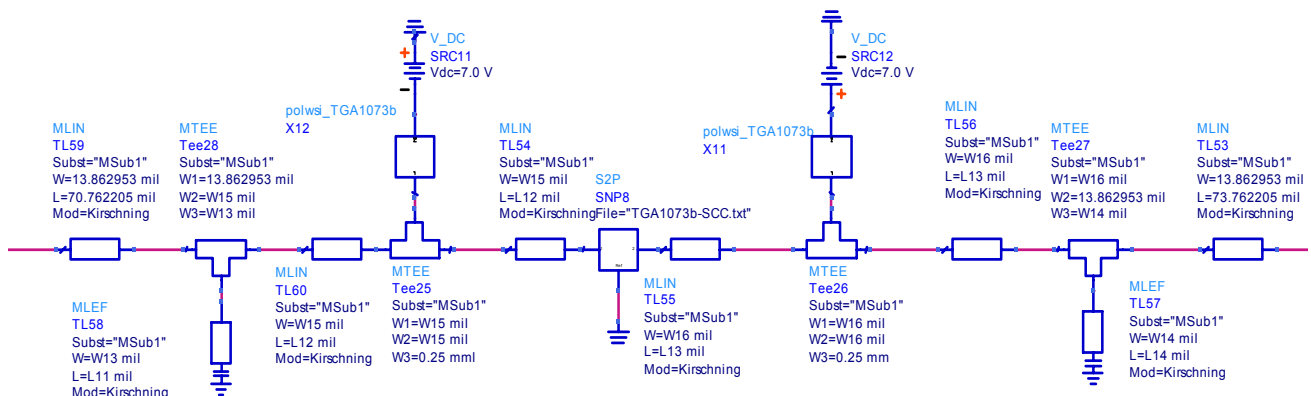 V_DC
SRC11
Vdc=7.0 V
V_DC
SRC12
Vdc=7.0 V
polwsi_TGA1073b
X12
polwsi_TGA1073b
X11
MLIN
TL59
Subst="MSub1"
W=13.862953 mil
L=70.762205 mil
Mod=Kirschning
MTEE
Tee28
Subst="MSub1"
W1=13.862953 mil
W2=W15 mil
W3=W13 mil
MLIN
TL54
Subst="MSub1"
W=W15 mil
L=L12 mil
Mod=Kirschning
S2P
SNP8
File="TGA1073b-SCC.txt"
MLIN
TL56
Subst="MSub1"
W=W16 mil
L=L13 mil
Mod=Kirschning
MTEE
Tee27
Subst="MSub1"
W1=W16 mil
W2=13.862953 mil
W3=W14 mil
MLIN
TL53
Subst="MSub1"
W=13.862953 mil
L=73.762205 mil
Mod=Kirschning
Ref
MLEF
TL58
Subst="MSub1"
W=W13 mil
L=L11 mil
Mod=Kirschning
MLIN
TL60
Subst="MSub1"
W=W15 mil
L=L12 mil
Mod=Kirschning
MTEE
Tee25
Subst="MSub1"
W1=W15 mil
W2=W15 mil
W3=0.25 mml
MLIN
TL55
Subst="MSub1"
W=W16 mil
L=L13 mil
Mod=Kirschning
MTEE
Tee26
Subst="MSub1"
W1=W16 mil
W2=W16 mil
W3=0.25 mm
MLEF
TL57
Subst="MSub1"
W=W14 mil
L=L14 mil
Mod=Kirschning